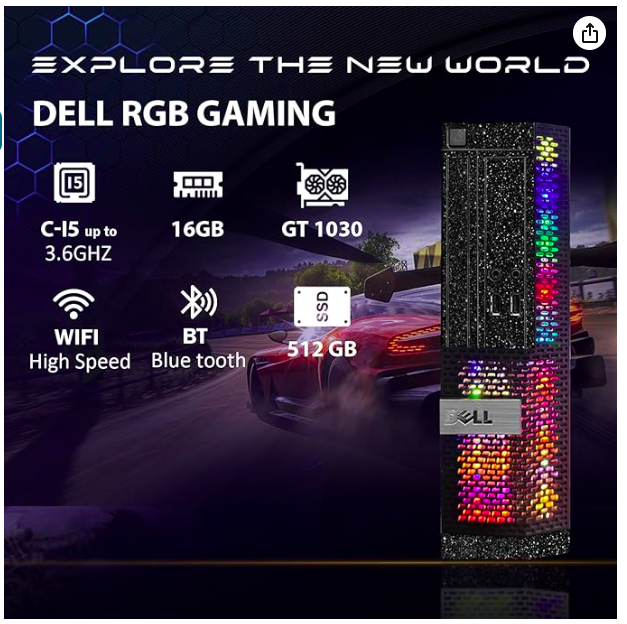 EXPLORE THE NEW WORLD
DELL RGB GAMING
I5
C-I5 up to
3.6GHZ
16GB
GT 1030
WIFI
High Speed
BT
Blue tooth
SSD
512 GB
DELL